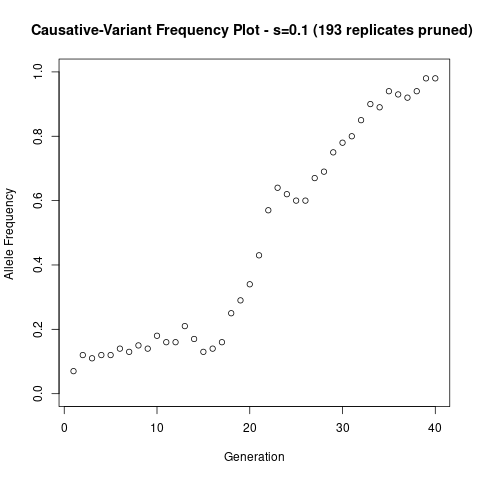 Causative-Variant Frequency Plot - s=0.1 (193 replicates pruned)
Allele Frequency
1.0
0.8
0.6
0.4
0.2
0.0
0 10 20 30 40
Generation